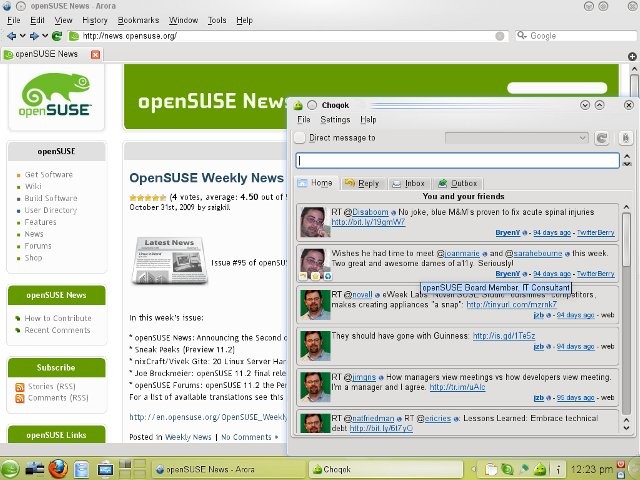 openSUSE News - Arora
File Edit View History Bookmarks Window Tools Help
http://news.opensuse.org/
Google
openSUSE News
openSUSE
openSUSE News
openSUSE
Get Software
Wiki
Build Software
User Directory
Features
News
Forums
Shop
openSUSE News
How to Contribute
Recent Comments
Subscribe
Stories (RSS)
Comments (RSS)
openSUSE Links
OpenSUSE Weekly News
(4 votes, average: 4.50 out of
October 31st, 2009 by saigkill
Latest News
Issue #95 of openSU
In this week's issue:
* openSUSE News: Announcing the Second
* Sneak Peeks (Preview 11.2)
* nixCraft/Vivek Gite: 20 Linux Server Har
* Joe Brockmeier: openSUSE 11.2 final rele
* openSUSE Forums: openSUSE 11.2 the Per
For a list of available translations see this
http://en.opensuse.org/OpenSUSE_Weekly
Posted in Weekly News | No Comments •
Choqok
File Settings Help
Direct message to
Home Reply Inbox Outbox
You and your friends
RT @Disaboom No joke, blue M&M's proven to fix acute spinal injuries
http://bit.ly/19gmW7
BryenY - 94 days ago - TwitterBerry
Wishes he had time to meet @joanmarie and @sarahebourne this week.
Two great and awesome dames of a11y. Seriously!
BryenY - 94 days ago - TwitterBerry
openSUSE Board Member, IT Consultant
RT @novell eWeek Labs: competitors,
makes creating appliances "a snap": http://tinyurl.com/mzrnk7
jzb - 94 days ago - web
They should have gone with Guinness: http://is.gd/1Te5z
jzb - 94 days ago - web
RT @jimgris How managers view meetings vs how developers view meeting.
I'm a manager and I agree. http://tr.im/uAlc
jzb - 95 days ago - web
RT @natfriedman RT @ericries : Lessons Learned: Embrace technical
debt http://bit.ly/6t7yO
jzb - 96 days ago - web
openSUSE News - Arora
Choqok
12:23 pm